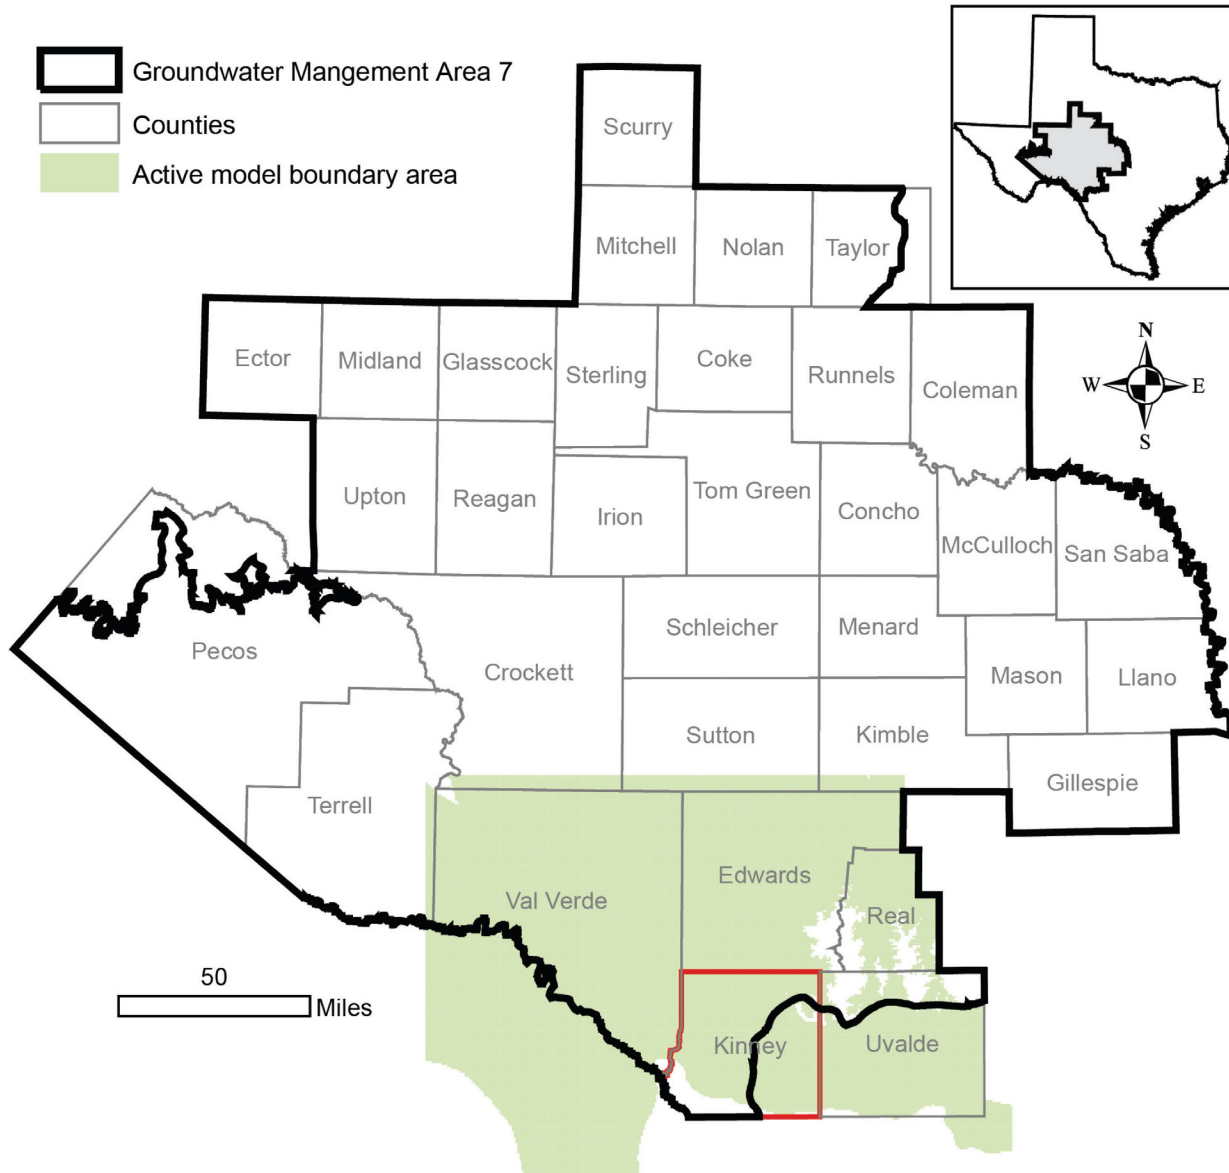 Groundwater Mangement Area 7
Counties
Active model boundary area
Scurry
Mitchell
Nolan
Taylor
N
W
E
S
Ector
Midland
Glasscock
Sterling
Coke
Runnels
Coleman
Upton
Reagan
Irion
Tom Green
Concho
McCulloch
San Saba
Pecos
Crockett
Schleicher
Menard
Mason
Llano
Sutton
Kimble
Gillespie
Terrell
Val Verde
Edwards
Real
Kinney
Uvalde
50
Miles